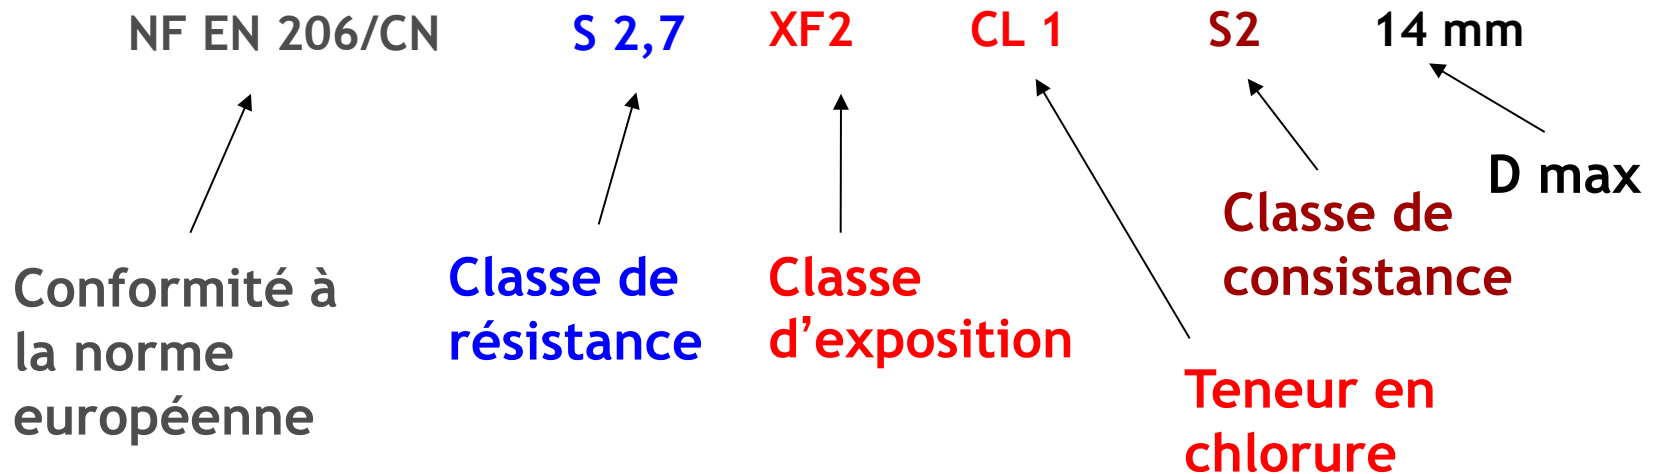 NF EN 206/CN S 2,7 XF2 CL 1 S2 14 mm
D max
Classe de
consistance
Conformité à
la norme
européenne
Classe de
résistance
Classe
d’exposition
Teneur en
chlorure